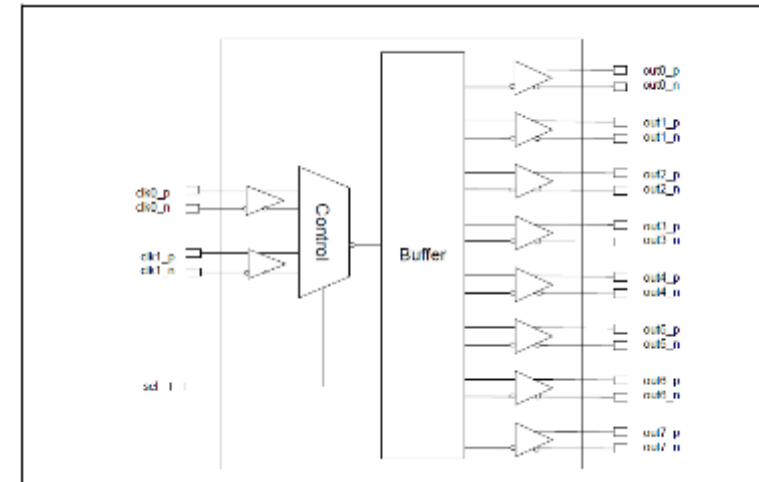 out0_p
out0_n
out1_p
out1_n
out2_p
out2_n
clk0_p
clk0_n
Control
out3_p
out3_n
clk1_p
clk1_n
Buffer
out4_p
out4_n
out5_p
out5_n
sel
out6_p
out6_n
out7_p
out7_n